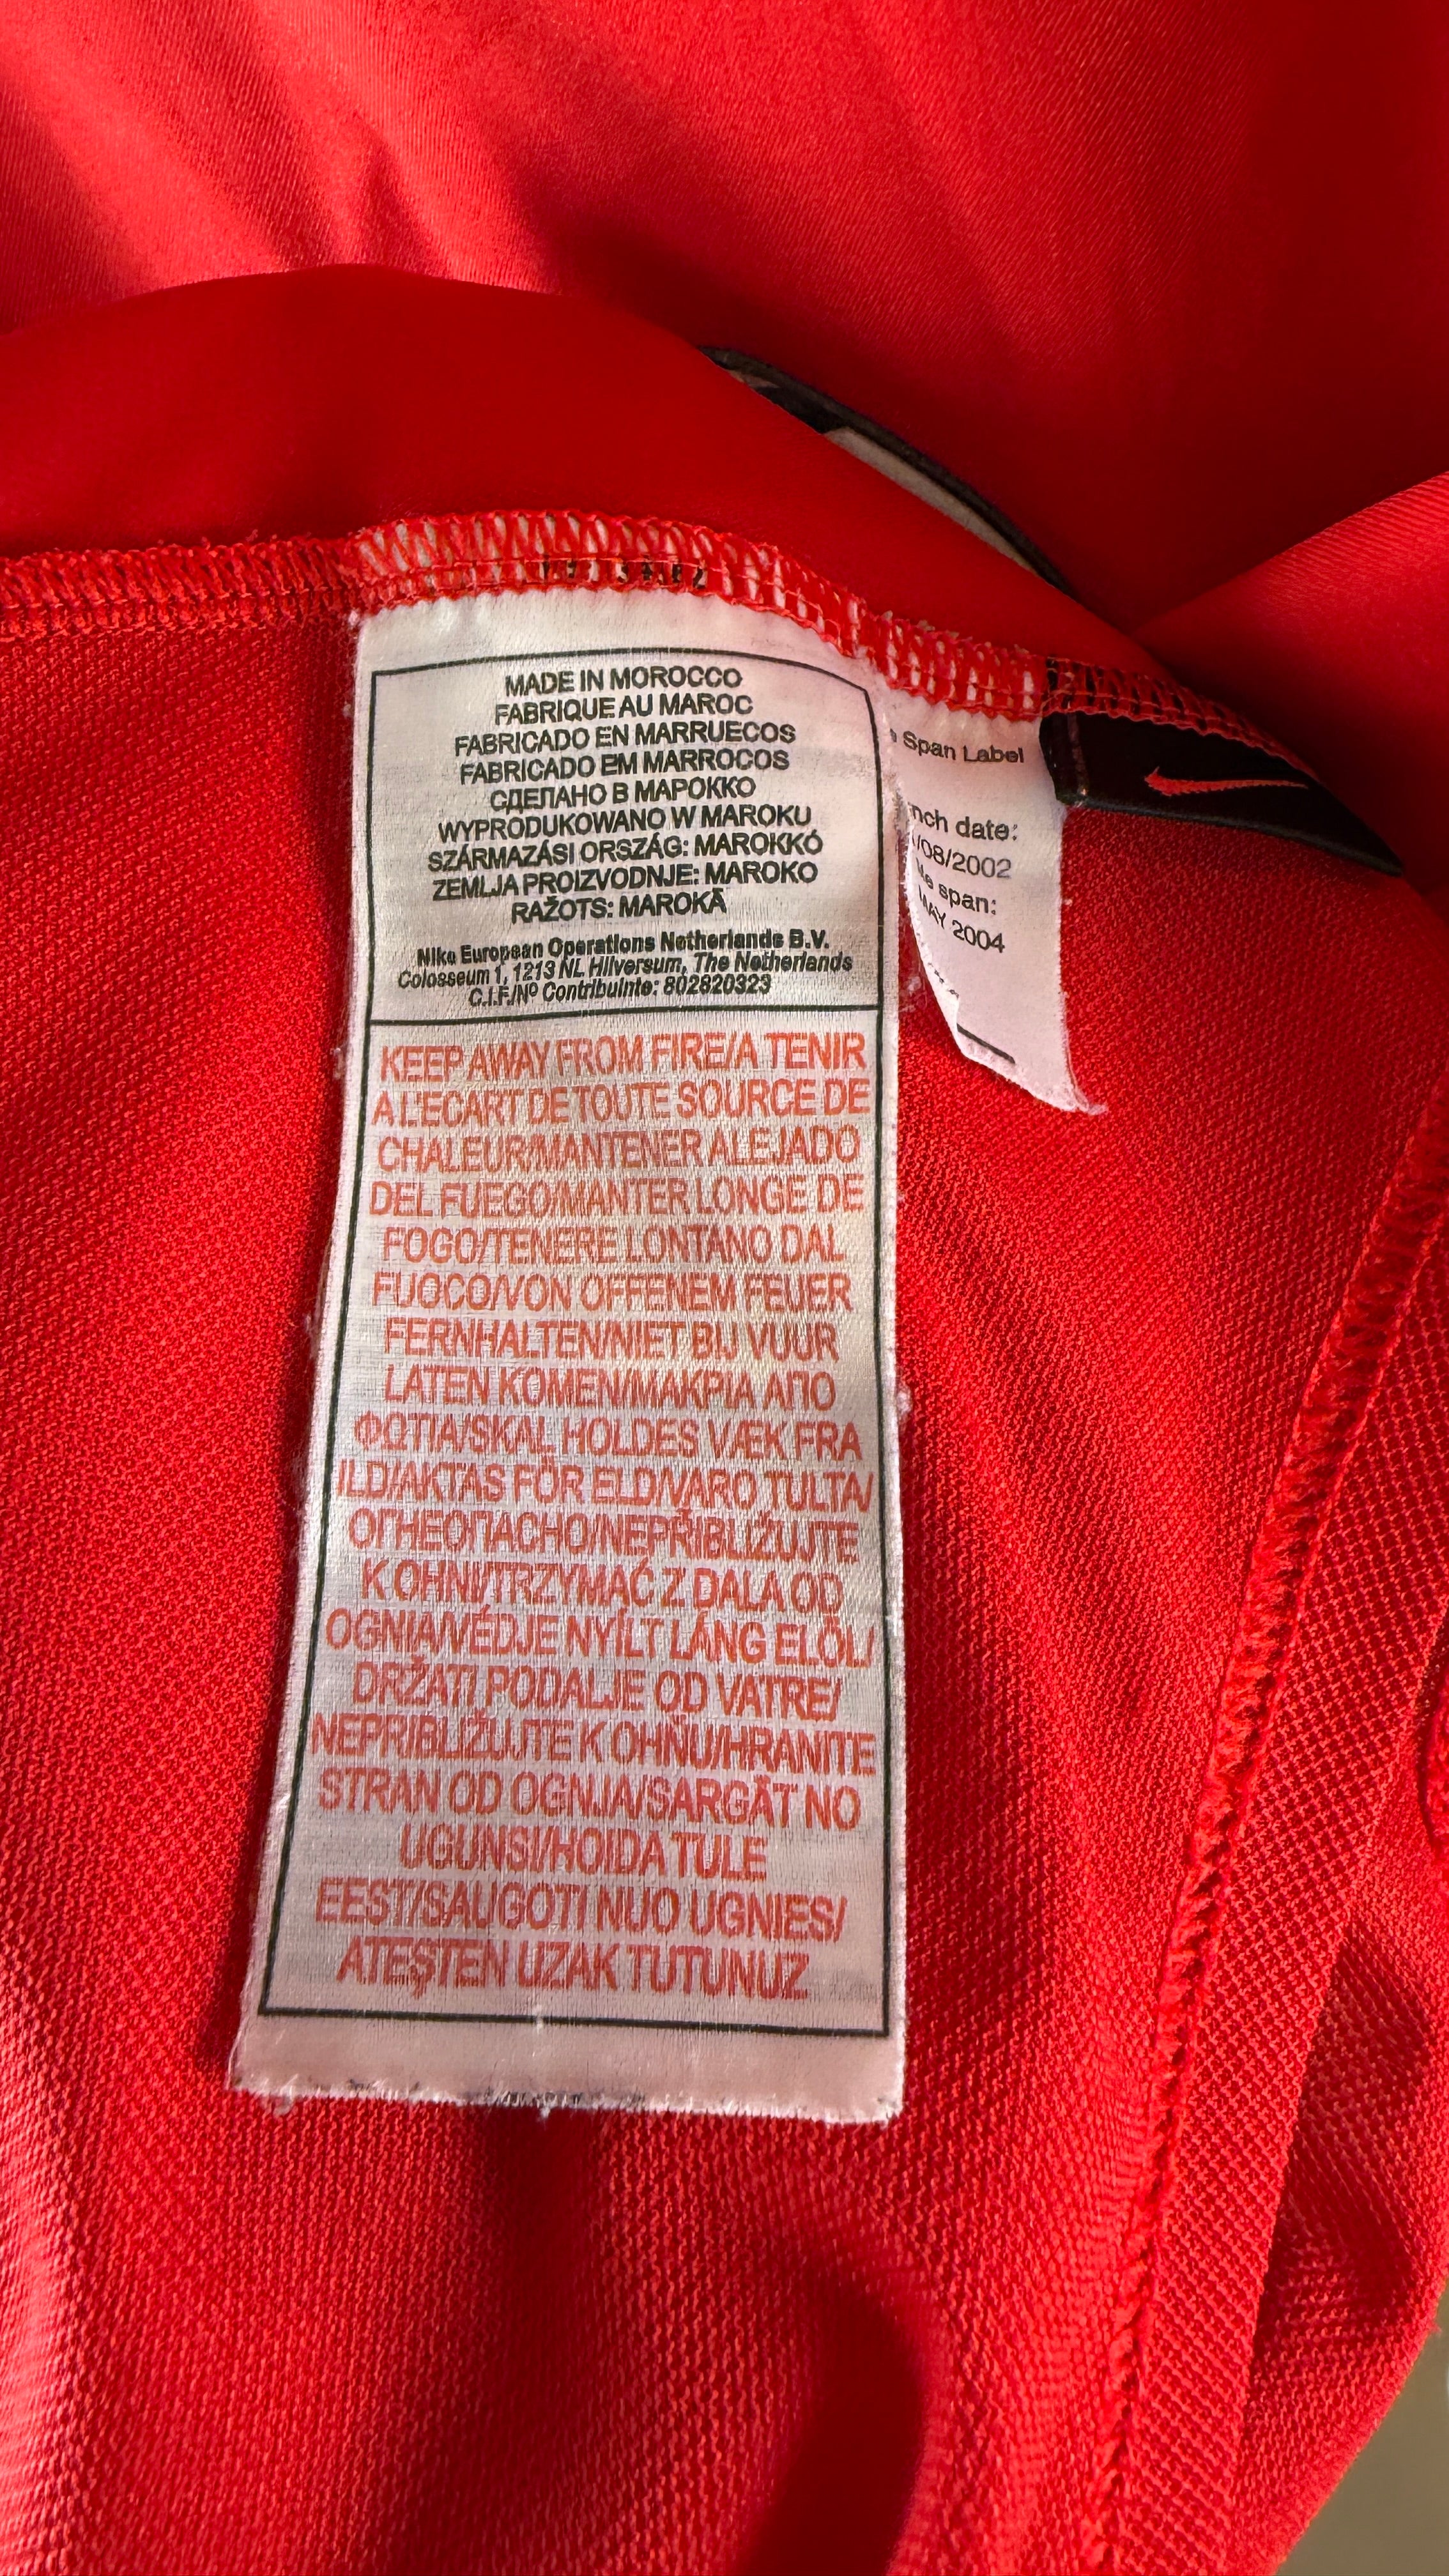 MADE IN MOROCCO
FABRIQUE AU MAROC
FABRICADO EN MARRUECOS
FABRICADO EM MARROCOS
СДЕЛАНО В МАРОККО
WYPRODUKOWANO W MAROKU
SZÁRMAZÁSI ORSZÁG: MAROKKÓ
ZEMLJA PROIZVODNJE: MAROKO
RAŽOTS: MAROKĀ
Nike European Operations Netherlands B.V.
Colosseum 1, 1213 NL Hilversum, The Netherlands
C.I.F./Nº Contribuinte: 802820323
KEEP AWAY FROM FIRE/A TENIR
A L'ECART DE TOUTE SOURCE DE
CHALEUR/MANTENER ALEJADO
DEL FUEGO/MANTER LONGE DE
FOGO/TENERE LONTANO DAL
FUOCO/VON OFFENEM FEUER
FERNHALTEN/NIET BIJ VUUR
LATEN KOMEN/ΜΑΚΡΙΑ ΑΠΟ
ΦΩΤΙΑ/SKAL HOLDES VÆK FRA
ILD/AKTAS FÖR ELD/VARO TULTA/
ОГНЕОПАСНО/NEPŘIBLIŽUJTE
K OHNI/TRZYMAĆ Z DALA OD
OGNIA/VÉDJE NYÍLT LÁNG ELŐL/
DRŽATI PODALJE OD VATRE/
NEPRIBLIŽUJTE K OHŇU/HRANITE
STRAN OD OGNJA/SARGĀT NO
UGUNSI/HOIDA TULE
EEST/SAUGOTI NUO UGNIES/
ATEŞTEN UZAK TUTUNUZ
Span Label
nch date:
/08/2002
span:
MAY 2004